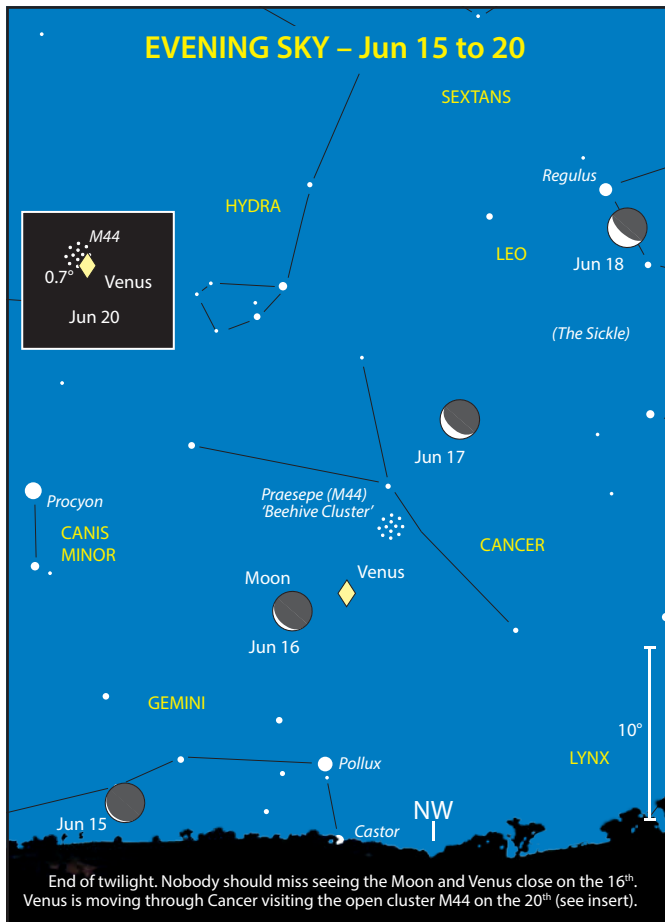 EVENING SKY – Jun 15 to 20
SEXTANS
Regulus
HYDRA
M44
LEO
0.7°
Venus
Jun 18
Jun 20
(The Sickle)
Jun 17
Procyon
Praesepe (M44)
‘Beehive Cluster’
CANIS
MINOR
CANCER
Moon
Venus
Jun 16
GEMINI
10°
LYNX
Pollux
Jun 15
NW
Castor
End of twilight. Nobody should miss seeing the Moon and Venus close on the 16th.
Venus is moving through Cancer visiting the open cluster M44 on the 20th (see insert).